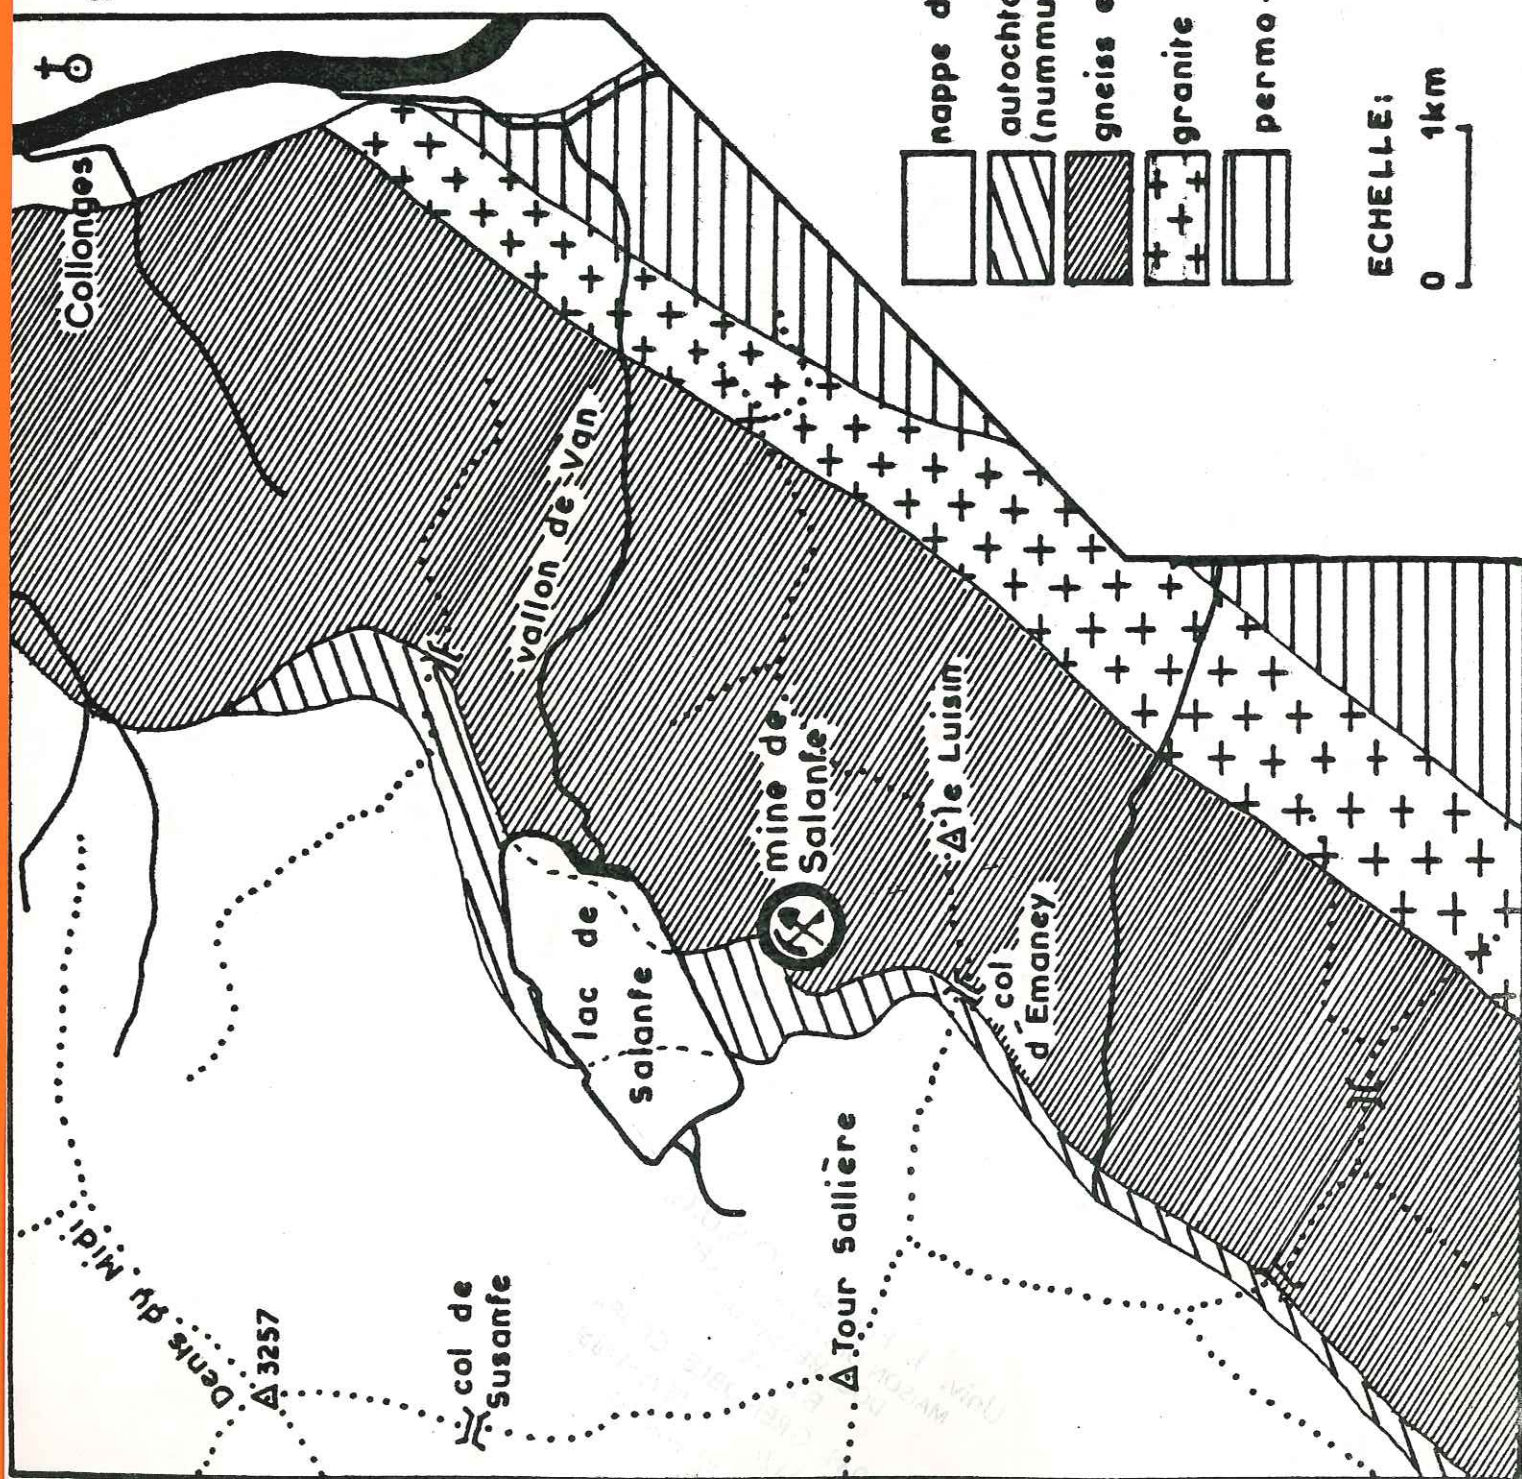 Collonges
vallon de Van
mine de
Salanfe
lac de
Salanfe
le Luisin
col
d'Emaney
Dents du Midi
3257
col de
Susanfe
Tour Sallière
nappe d
autochto
(nummu
gneiss e
granite
permo-
ECHELLE:
0 1km